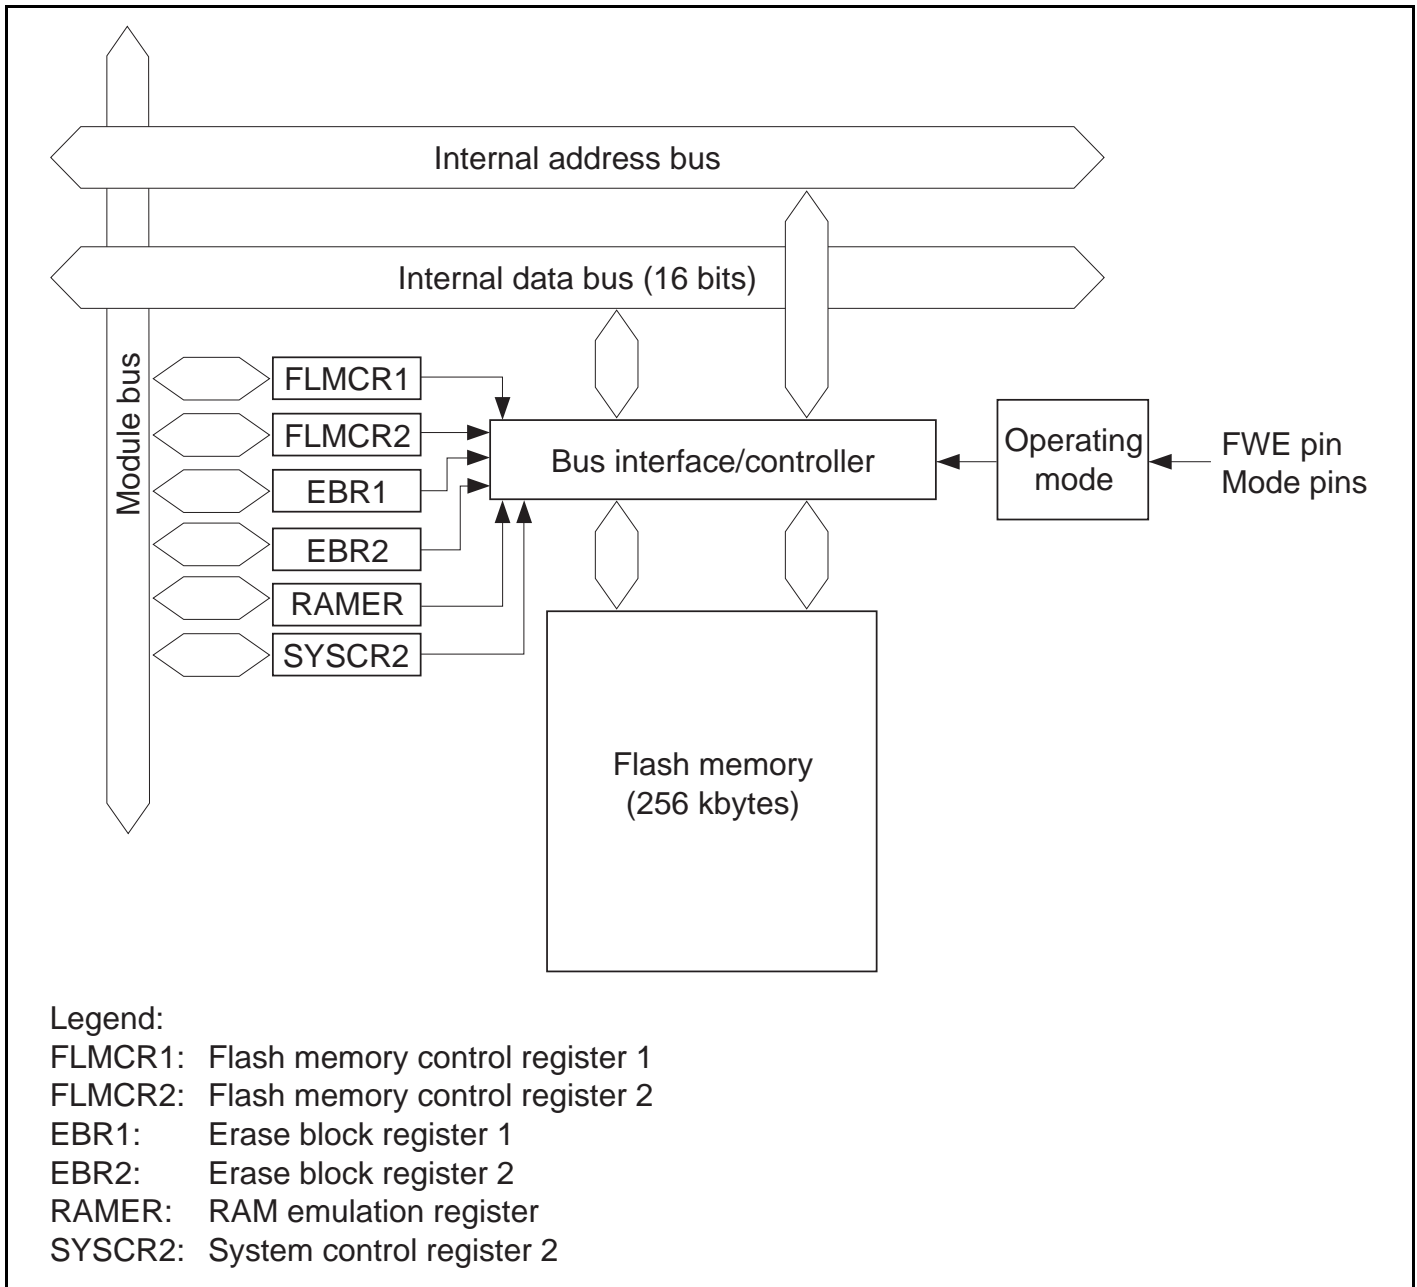 Internal address bus
Internal data bus (16 bits)
Module bus
FLMCR1
FLMCR2
EBR1
EBR2
RAMER
SYSCR2
Bus interface/controller
Operating
mode
FWE pin
Mode pins
Flash memory
(256 kbytes)
Legend:
FLMCR1: Flash memory control register 1
FLMCR2: Flash memory control register 2
EBR1: Erase block register 1
EBR2: Erase block register 2
RAMER: RAM emulation register
SYSCR2: System control register 2